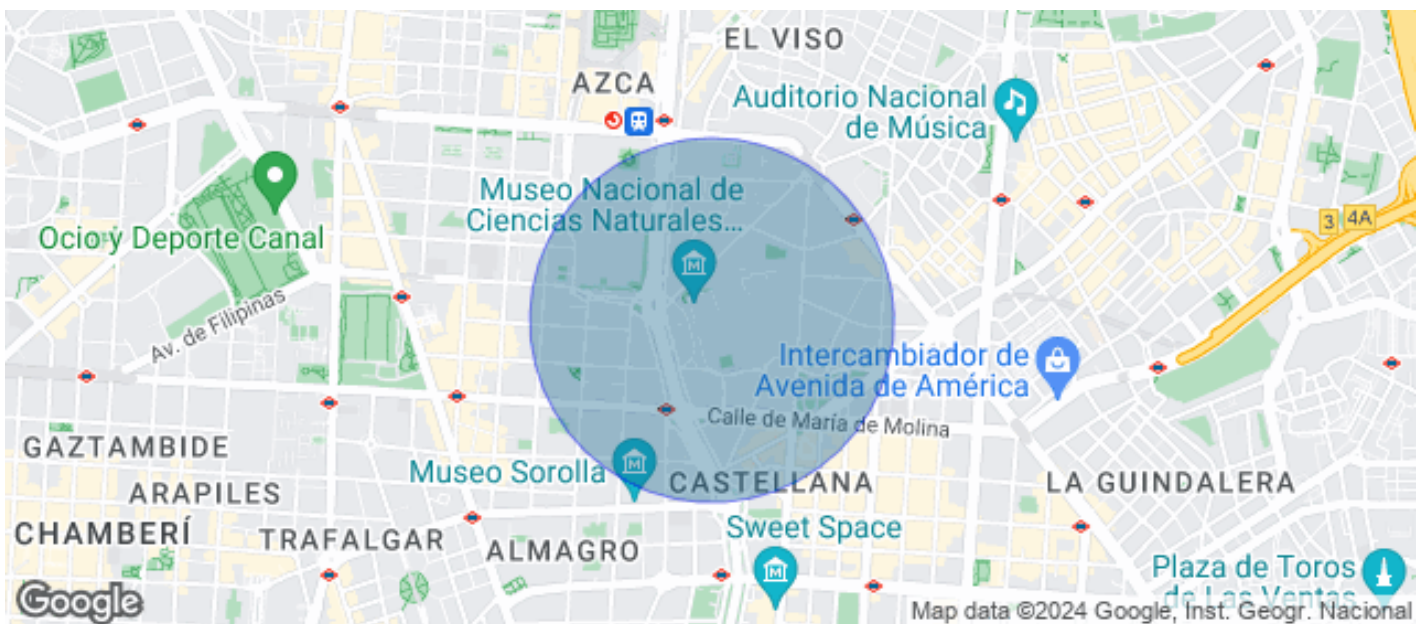 EL VISO
AZCA
Auditorio Nacional
de Música
Museo Nacional de
Ciencias Naturales...
3
4A
Ocio y Deporte Canal
Av. de Filipinas
Intercambiador de
Avenida de América
Calle de María de Molina
GAZTAMBIDE
Museo Sorolla
CASTELLANA
LA GUINDALERA
ARAPILES
CHAMBERÍ
TRAFALGAR
ALMAGRO
Sweet Space
Plaza de Toros
de Las Ventas
Google
Map data ©2024 Google, Inst. Geogr. Nacional